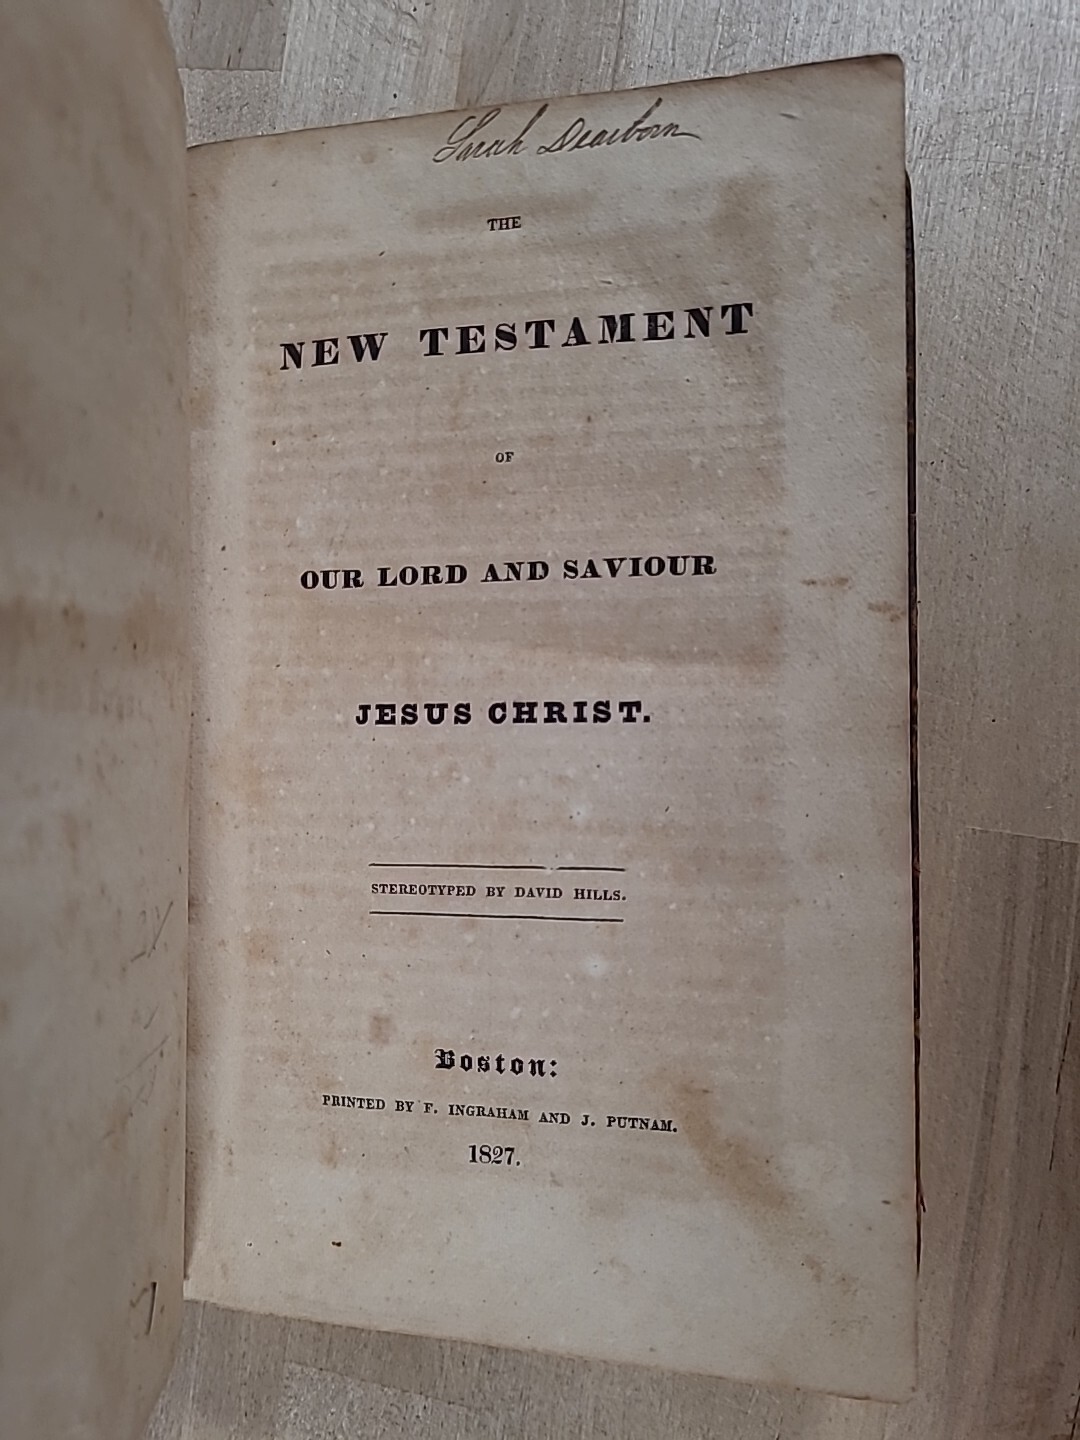 Sarah Dearborn
THE
NEW TESTAMENT
OF
OUR LORD AND SAVIOUR
JESUS CHRIST.
STEREOTYPED BY DAVID HILLS.
Boston:
PRINTED BY F. INGRAHAM AND J. PUTNAM.
1827.